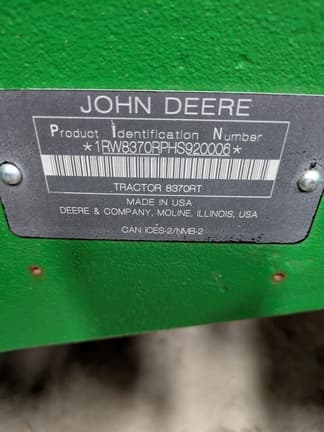 JOHN DEERE
Product Identification Number
*1RW8370RPHS920006*
TRACTOR 8370RT
MADE IN USA
DEERE & COMPANY, MOLINE, ILLINOIS, USA
CAN ICES-2/NMB-2